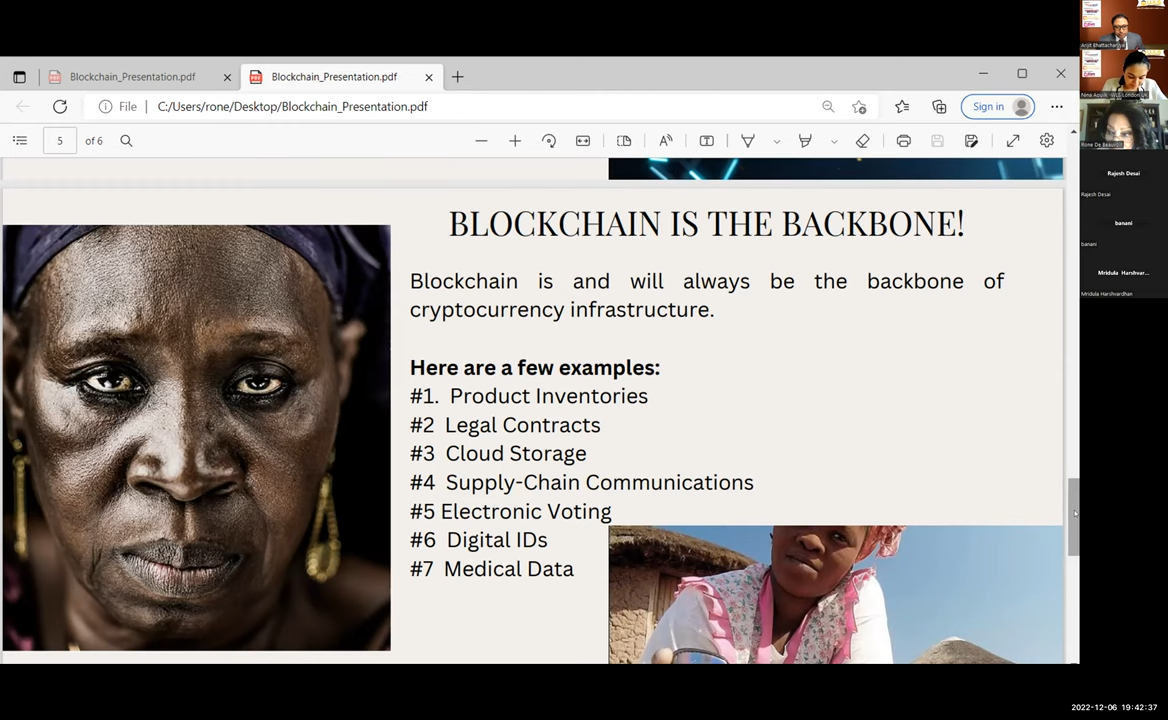 Blockchain_Presentation.pdf
Blockchain_Presentation.pdf
File
C:/Users/rone/Desktop/Blockchain_Presentation.pdf
Sign in
5 of 6
BLOCKCHAIN IS THE BACKBONE!
Blockchain is and will always be the backbone of
cryptocurrency infrastructure.
Here are a few examples:
#1. Product Inventories
#2 Legal Contracts
#3 Cloud Storage
#4 Supply-Chain Communications
#5 Electronic Voting
#6 Digital IDs
#7 Medical Data
Rajesh Desai
Rajesh Desai
banani
banani
Mridula Harshvar...
Mridula Harshvardhan
2022-12-06 19:42:37